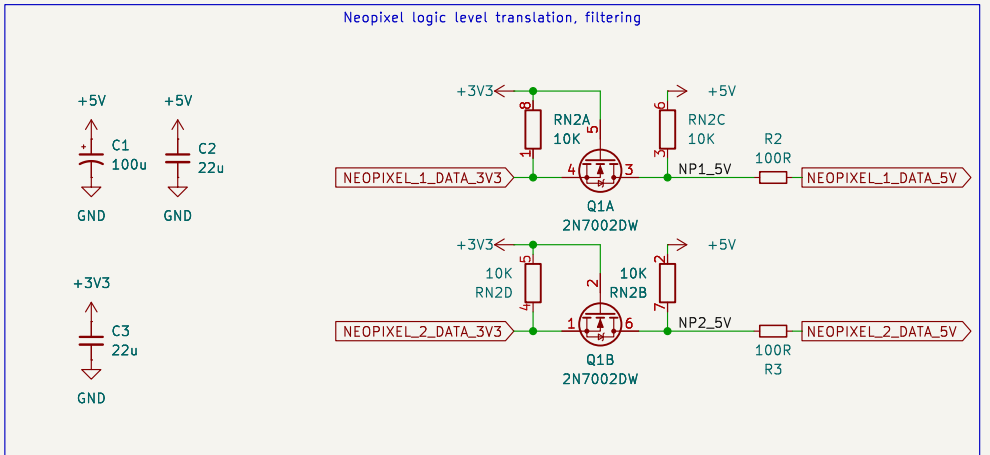 Neopixel logic level translation, filtering
+5V
C1
100u
GND
+5V
C2
22u
GND
+3V3
C3
22u
GND
+3V3
8
RN2A
10K
1
5
6
+5V
RN2C
10K
3
NEOPIXEL_1_DATA_3V3
4
3
NP1_5V
R2
100R
NEOPIXEL_1_DATA_5V
Q1A
2N7002DW
+3V3
5
10K
RN2D
4
2
2
+5V
10K
RN2B
7
NEOPIXEL_2_DATA_3V3
1
6
NP2_5V
100R
R3
NEOPIXEL_2_DATA_5V
Q1B
2N7002DW